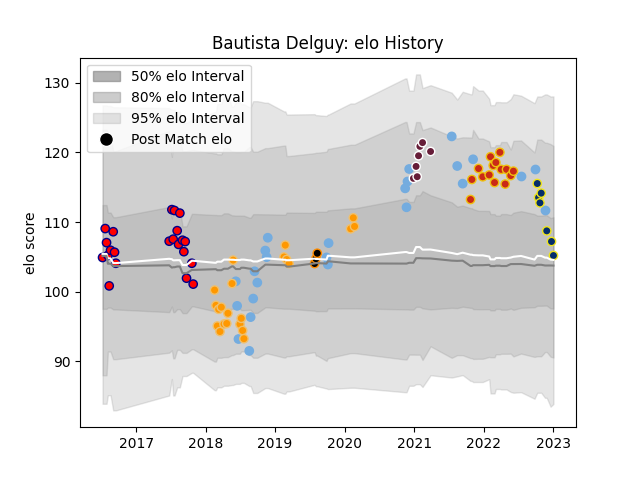 Bautista Delguy: elo History
50% elo Interval
80% elo Interval
95% elo Interval
Post Match elo
elo score
130
120
110
100
90
2017 2018 2019 2020 2021 2022 2023